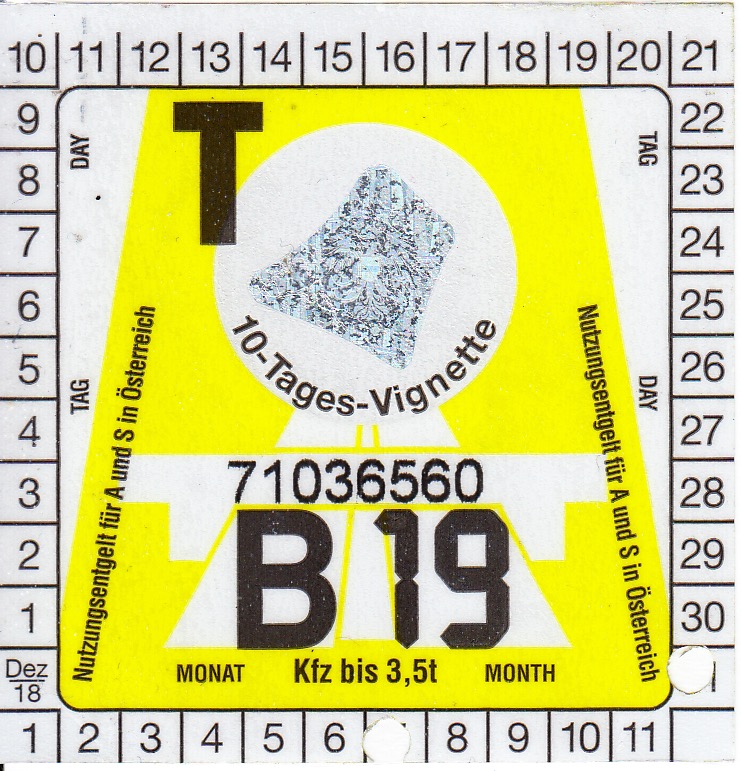 10 11 12 13 14 15 16 17 18 19 20 21
9 22
8 23
7 24
6 25
5 26
4 27
3 28
2 29
1 30
Dez
18
1 2 3 4 5 6 8 9 10 11
DAY
TAG
TAG
DAY
T
10-Tages-Vignette
Nutzungsentgelt für A und S in Österreich
Nutzungsentgelt für A und S in Österreich
71036560
B 19
MONAT Kfz bis 3,5t MONTH